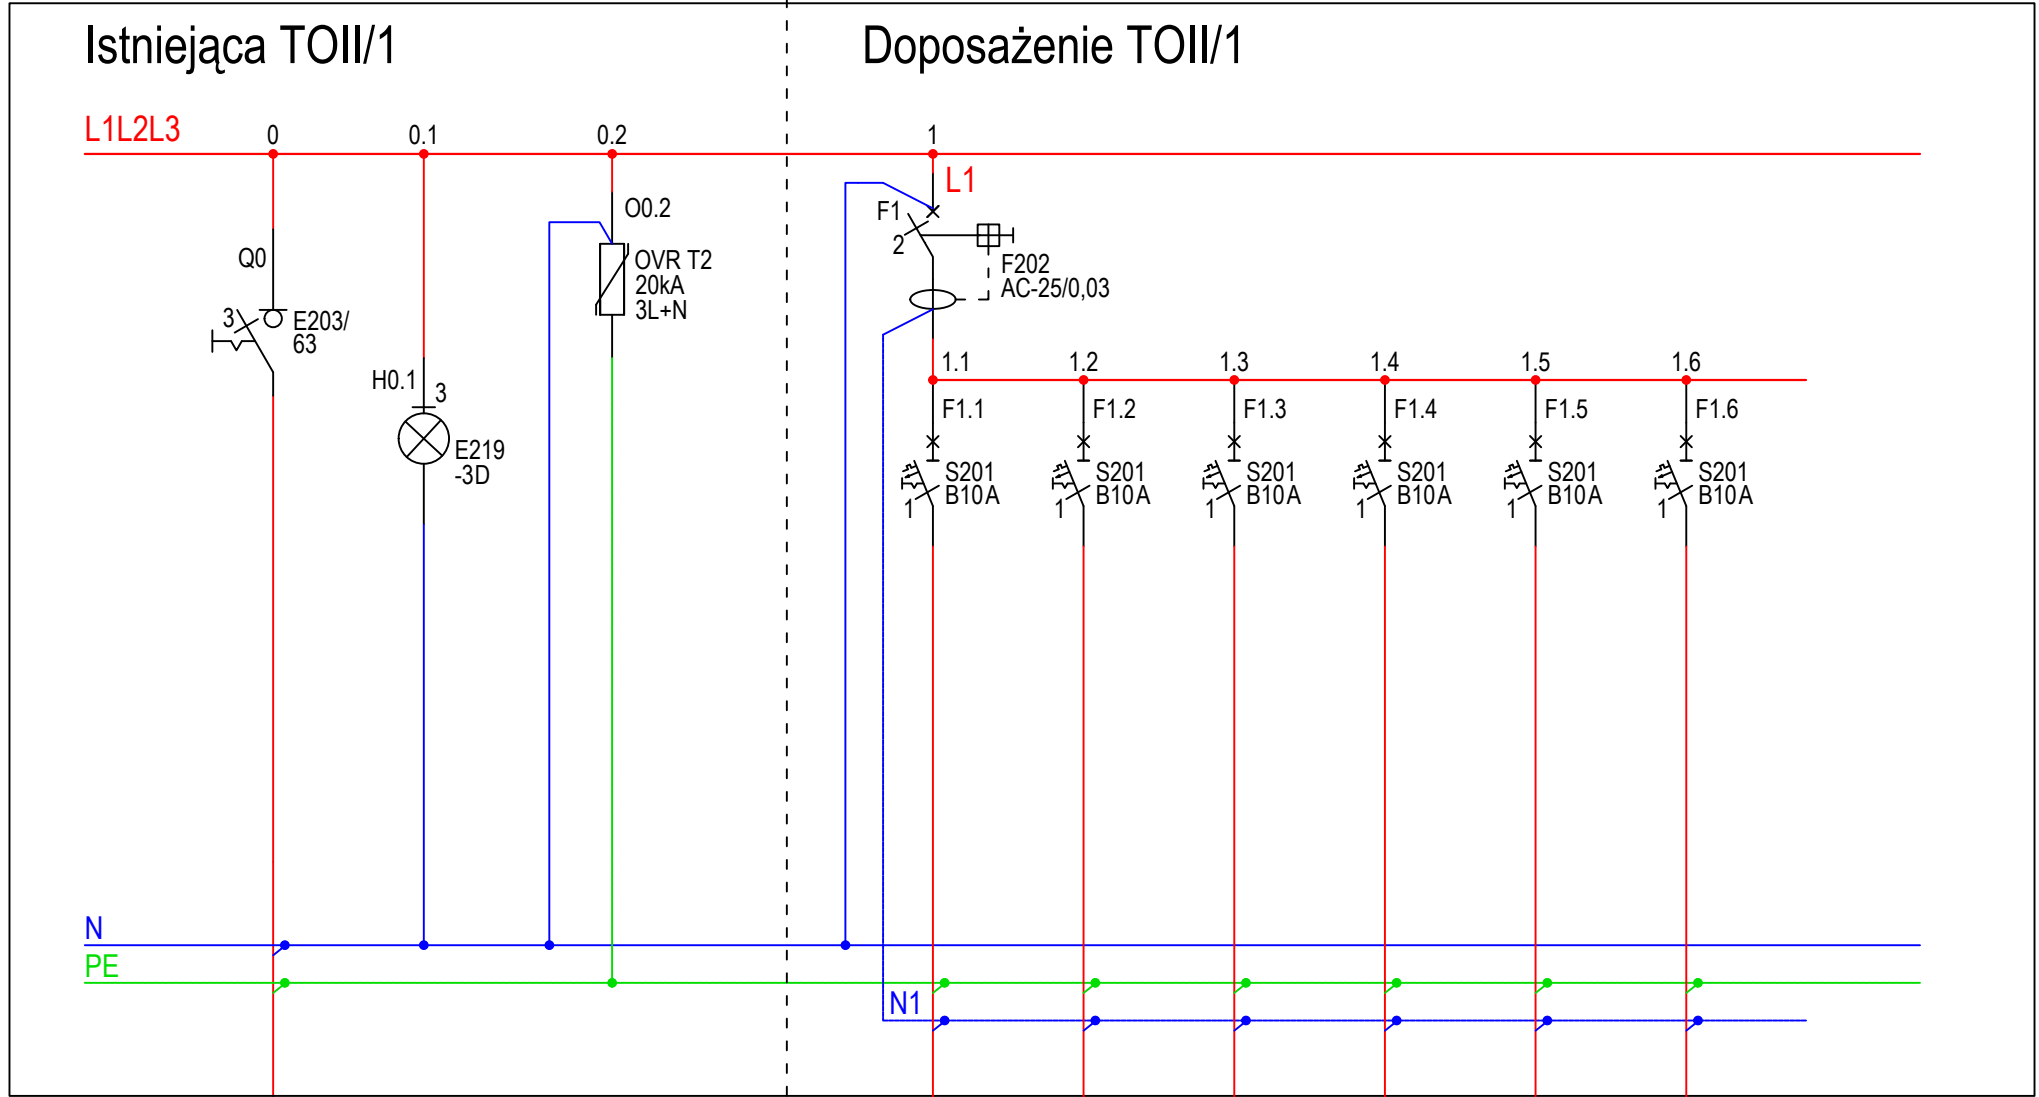 Istniejąca TOII/1
Doposażenie TOII/1
L1L2L3
0
0.1
0.2
1
L1
Q0
3
E203/
63
H0.1
3
E219
-3D
O0.2
OVR T2
20kA
3L+N
F1
2
F202
AC-25/0,03
1.1
1.2
1.3
1.4
1.5
1.6
F1.1
F1.2
F1.3
F1.4
F1.5
F1.6
S201
B10A
1
S201
B10A
1
S201
B10A
1
S201
B10A
1
S201
B10A
1
S201
B10A
1
N
PE
N1